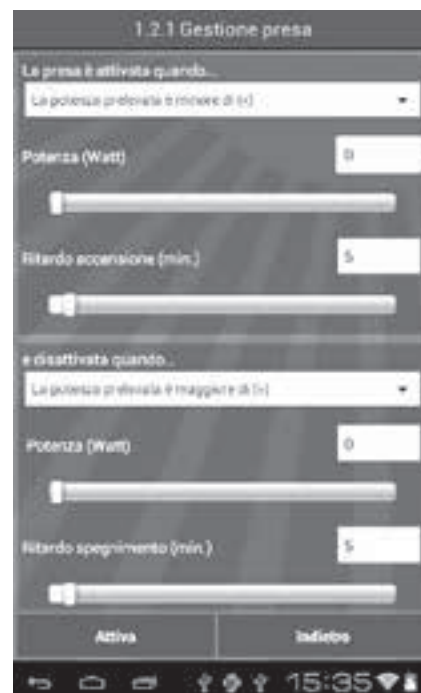 1.2.1 Gestione presa
La presa è attivata quando...
La potenza prelevata è minore di (<)
Potenza (Watt)
0
Ritardo accensione (min.)
5
e disattivata quando...
La potenza prelevata è maggiore di (>)
Potenza (Watt)
0
Ritardo spegnimento (min.)
5
Attiva
Indietro
15:35